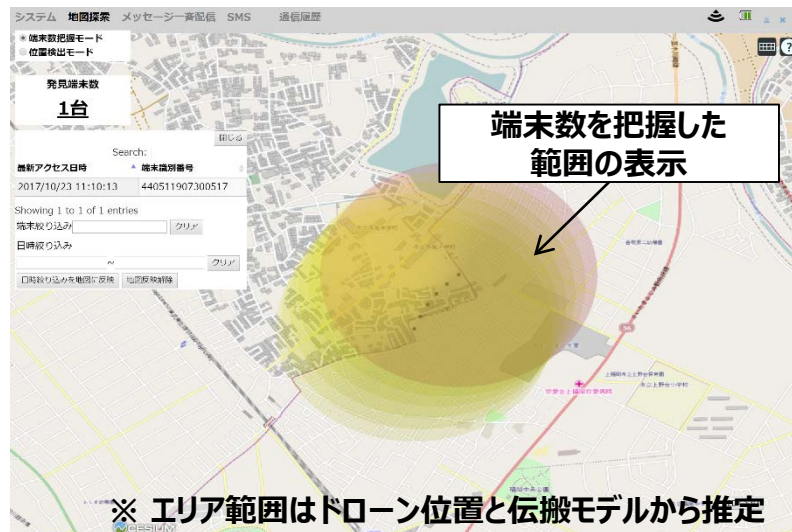 システム 地図探索 メッセージ一斉配信 SMS 通信履歴
端末数把握モード
位置検出モード
発見端末数
1台
閉じる
Search:
最新アクセス日時 端末識別番号
2017/10/23 11:10:13 440511907300517
Showing 1 to 1 of 1 entries
端末絞り込み クリア
日時絞り込み
~ クリア
日時絞り込みを地図に反映 地図反映解除
端末数を把握した
範囲の表示
56
※ エリア範囲はドローン位置と伝搬モデルから推定
CESIUM